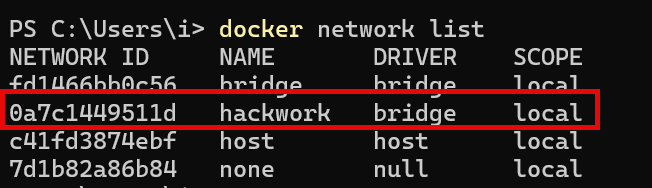 PS C:\Users\i> docker network list
NETWORK ID NAME DRIVER SCOPE
fd1466bb0c56 bridge bridge local
0a7c1449511d hackwork bridge local
c41fd3874ebf host host local
7d1b82a86b84 none null local